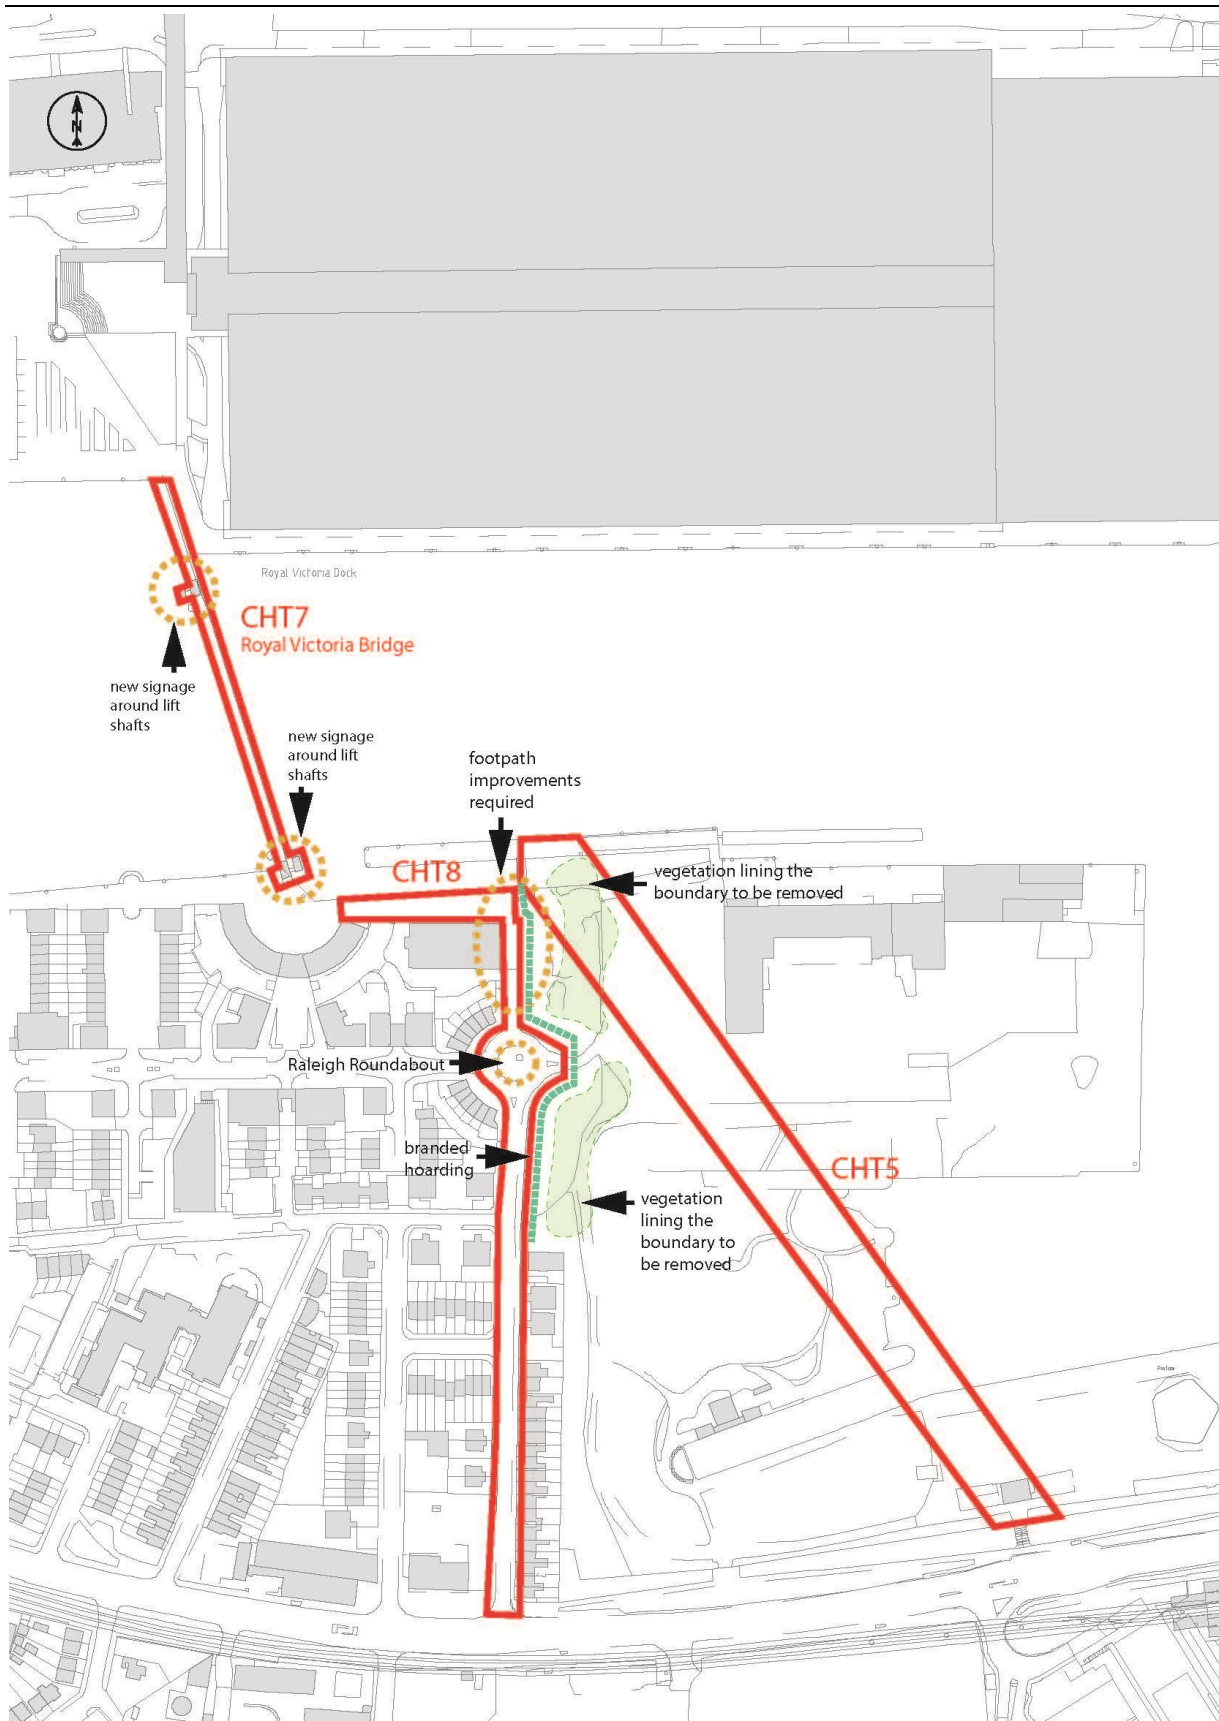 N
Royal Victoria Dock
CHT7
Royal Victoria Bridge
new signage
around lift
shafts
new signage
around lift
shafts
footpath
improvements
required
CHT8
vegetation lining the
boundary to be removed
Raleigh Roundabout
branded
hoarding
CHT5
vegetation
lining the
boundary to
be removed